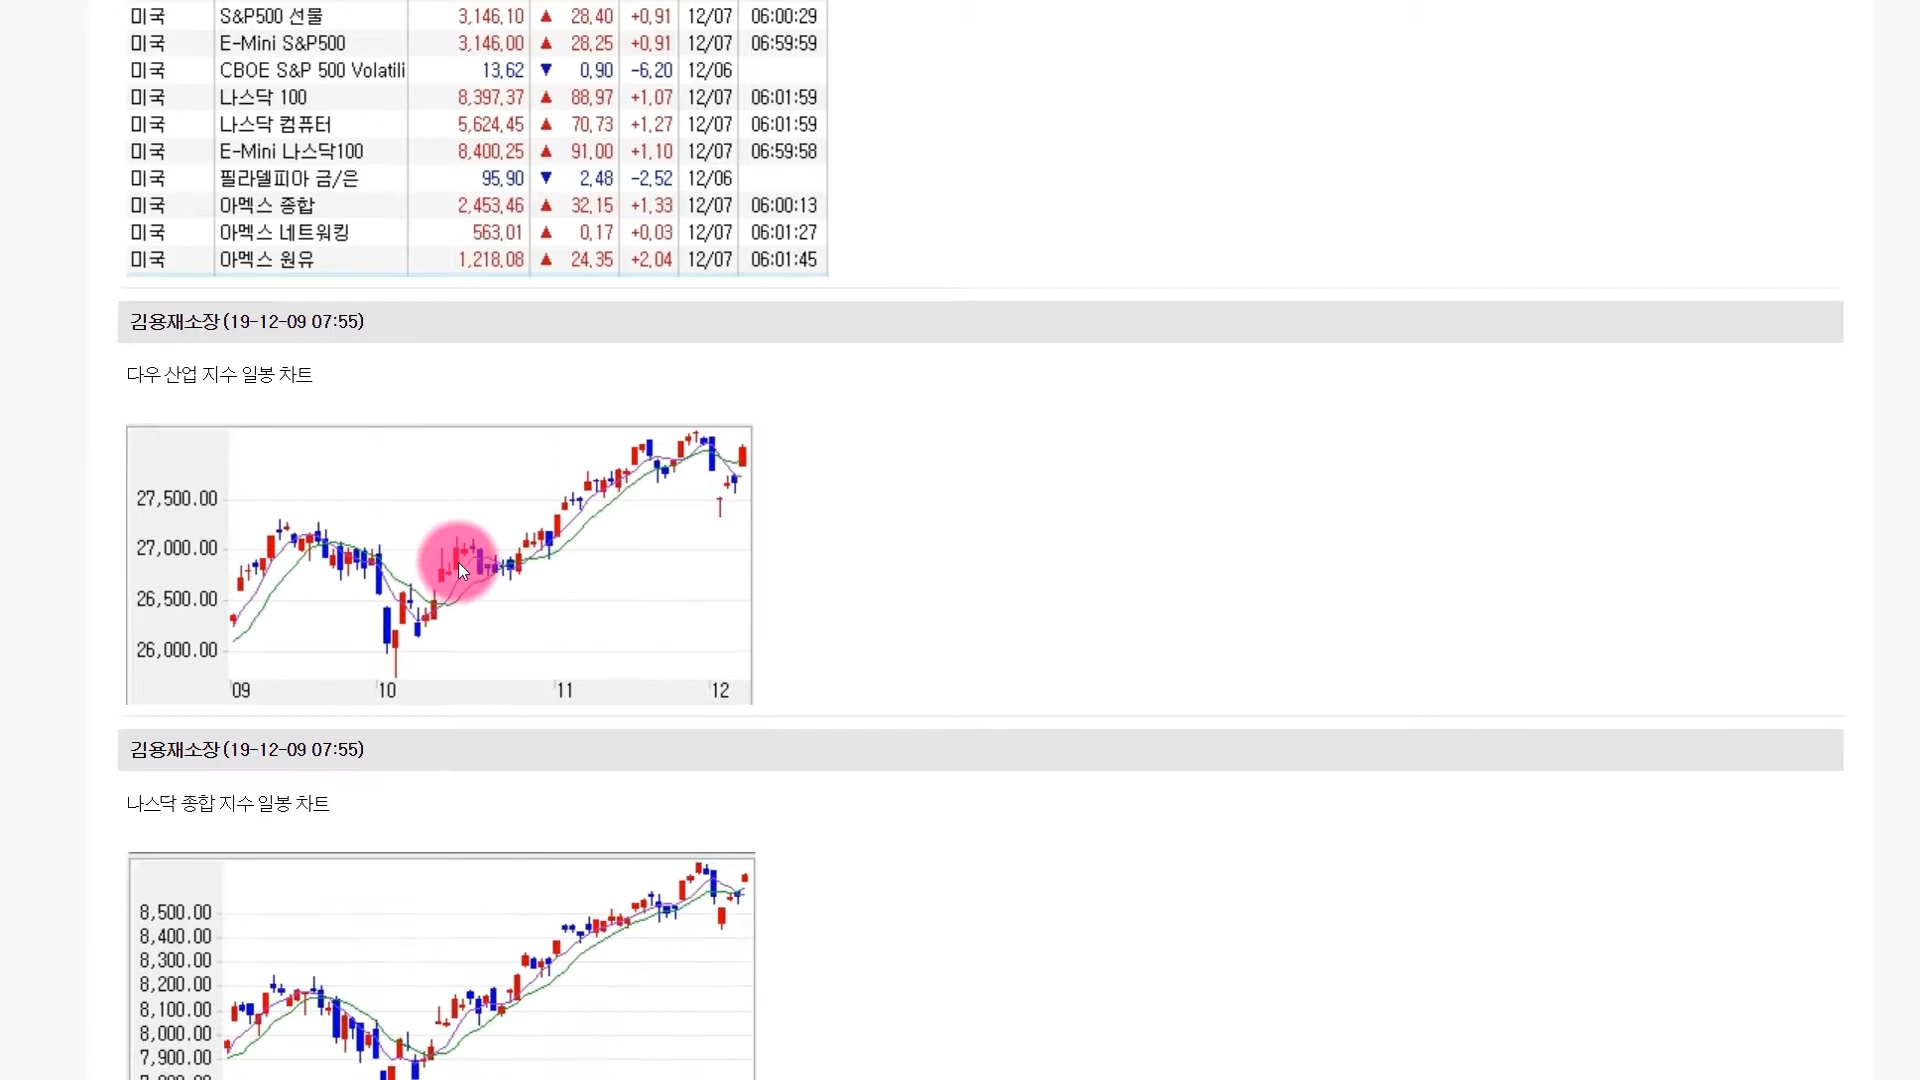 미국 S&P500 선물 3,146,10 ▲ 28,40 +0,91 12/07 06:00:29
미국 E-Mini S&P500 3,146,00 ▲ 28,25 +0,91 12/07 06:59:59
미국 CBOE S&P 500 Volatili 13,62 ▼ 0,90 -6,20 12/06
미국 나스닥 100 8,397,37 ▲ 88,97 +1,07 12/07 06:01:59
미국 나스닥 컴퓨터 5,624,45 ▲ 70,73 +1,27 12/07 06:01:59
미국 E-Mini 나스닥100 8,400,25 ▲ 91,00 +1,10 12/07 06:59:58
미국 필라델피아 금/은 95,90 ▼ 2,48 -2,52 12/06
미국 아멕스 종합 2,453,46 ▲ 32,15 +1,33 12/07 06:00:13
미국 아멕스 네트워킹 563,01 ▲ 0,17 +0,03 12/07 06:01:27
미국 아멕스 원유 1,218,08 ▲ 24,35 +2,04 12/07 06:01:45
김용재소장(19-12-09 07:55)
다우 산업 지수 일봉 차트
27,500.00
27,000.00
26,500.00
26,000.00
09 10 11 12
김용재소장(19-12-09 07:55)
나스닥 종합 지수 일봉 차트
8,500.00
8,400.00
8,300.00
8,200.00
8,100.00
8,000.00
7,900.00